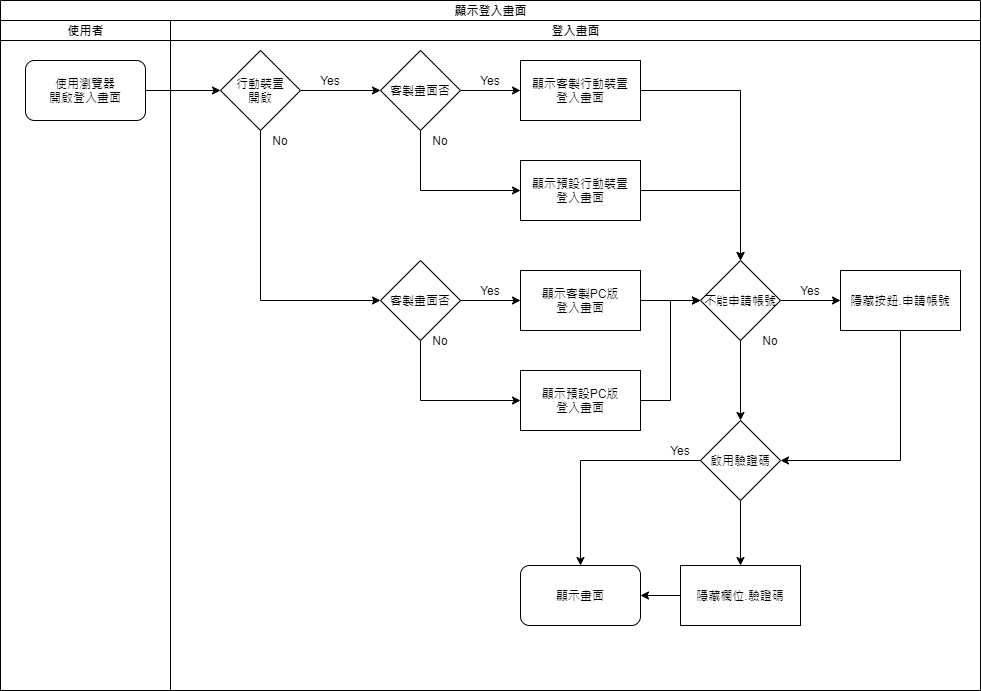 顯示登入畫面
使用者
登入畫面
使用瀏覽器
開啟登入畫面
行動裝置
開啟
Yes
客製畫面否
Yes
顯示客製行動裝置
登入畫面
No
No
顯示預設行動裝置
登入畫面
客製畫面否
Yes
顯示客製PC版
登入畫面
不能申請帳號
Yes
隱藏按鈕.申請帳號
No
No
顯示預設PC版
登入畫面
Yes
啟用驗證碼
顯示畫面
隱藏欄位.驗證碼